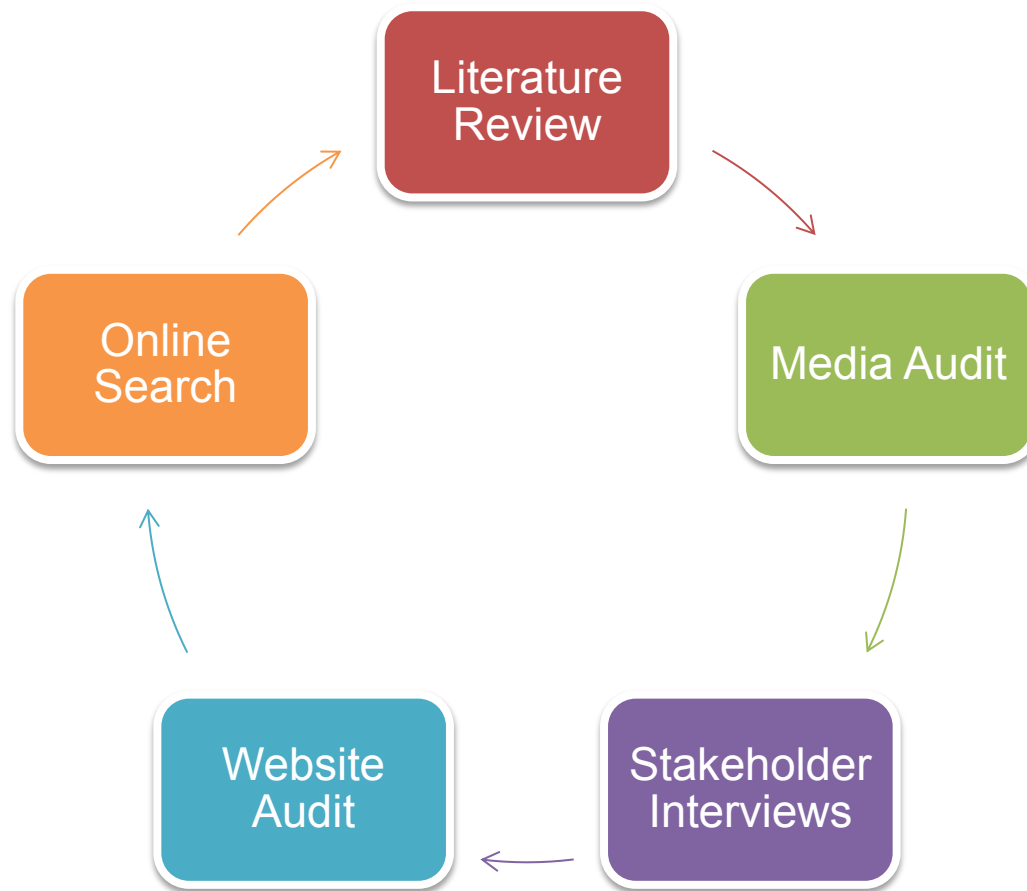 Literature
Review
Media Audit
Stakeholder
Interviews
Website
Audit
Online
Search